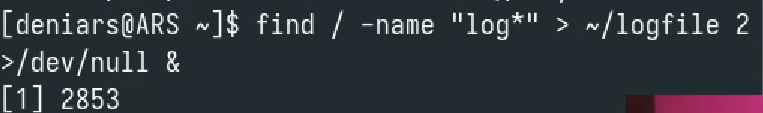 [deniars@ARS ~]$ find / -name "log*" > ~/logfile 2
>/dev/null &
[1] 2853